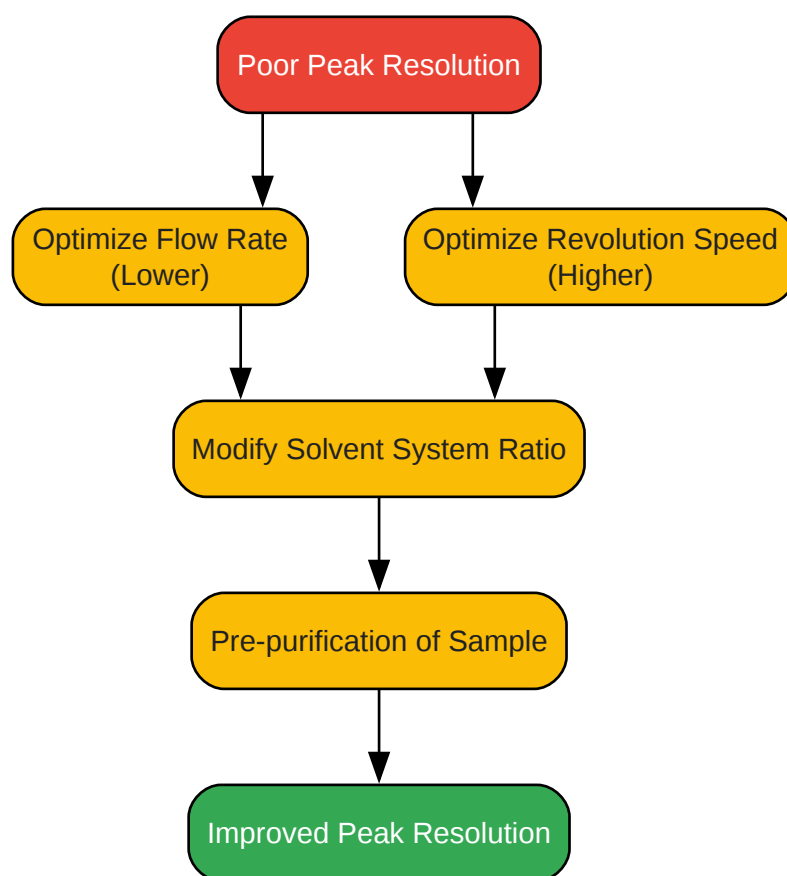 Poor Peak Resolution
Optimize Flow Rate
(Lower)
Optimize Revolution Speed
(Higher)
Modify Solvent System Ratio
Pre-purification of Sample
Improved Peak Resolution